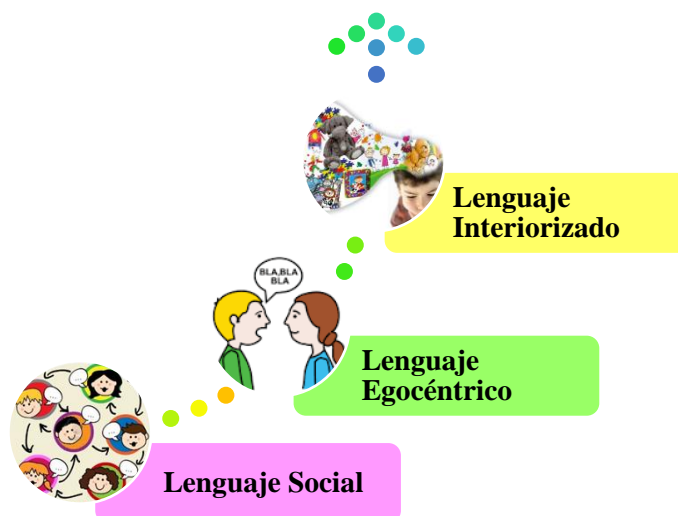 Lenguaje
Interiorizado
BLA,BLA
BLA
Lenguaje
Egocéntrico
Lenguaje Social